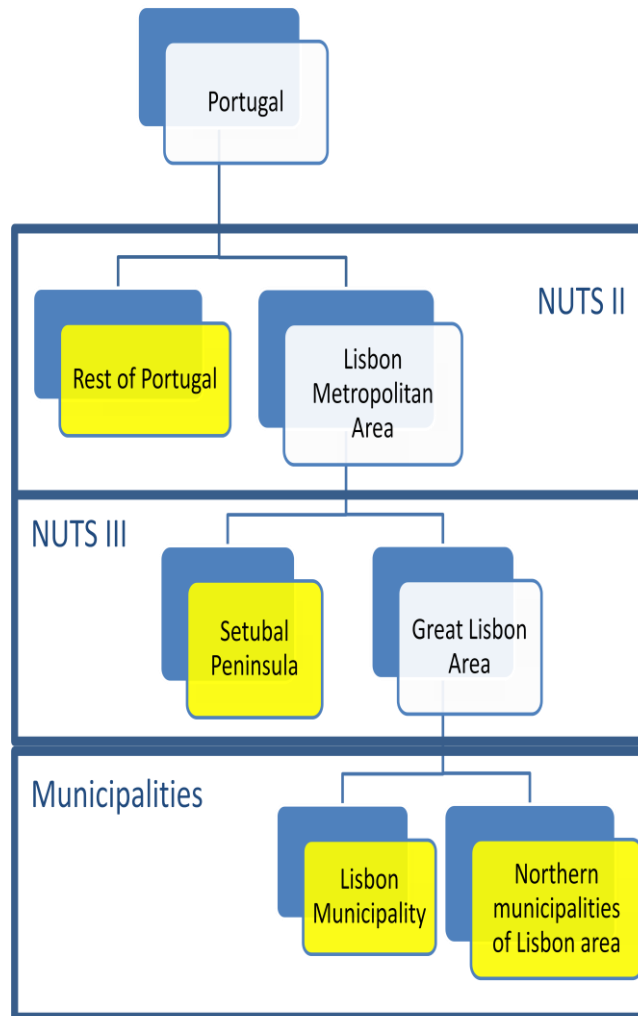 Portugal
NUTS II
Rest of Portugal
Lisbon
Metropolitan
Area
NUTS III
Setubal
Peninsula
Great Lisbon
Area
Municipalities
Lisbon
Municipality
Northern
municipalities
of Lisbon area